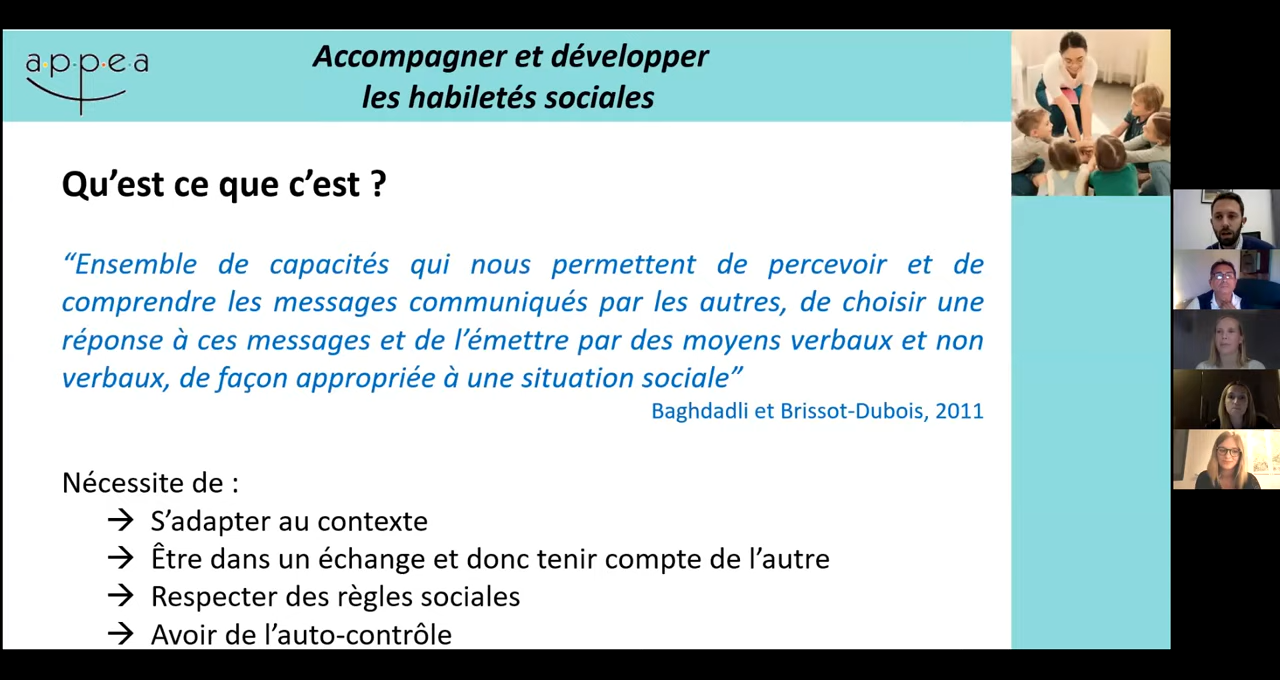 a·p·p·e·a
Accompagner et développer
les habiletés sociales
Qu’est ce que c’est ?
“Ensemble de capacités qui nous permettent de percevoir et de
comprendre les messages communiqués par les autres, de choisir une
réponse à ces messages et de l’émettre par des moyens verbaux et non
verbaux, de façon appropriée à une situation sociale”
Baghdadli et Brissot-Dubois, 2011
Nécessite de :
→ S’adapter au contexte
→ Être dans un échange et donc tenir compte de l’autre
→ Respecter des règles sociales
→ Avoir de l’auto-contrôle